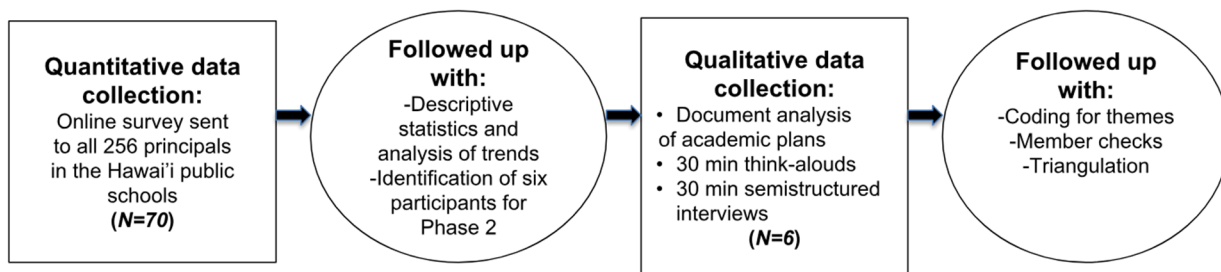 Quantitative data
collection:
Online survey sent
to all 256 principals
in the Hawai'i public
schools
(N=70)
Followed up
with:
-Descriptive
statistics and
analysis of trends
-Identification of six
participants for
Phase 2
Qualitative data
collection:
• Document analysis
of academic plans
• 30 min think-alouds
• 30 min semistructured
interviews
(N=6)
Followed up
with:
-Coding for themes
-Member checks
-Triangulation